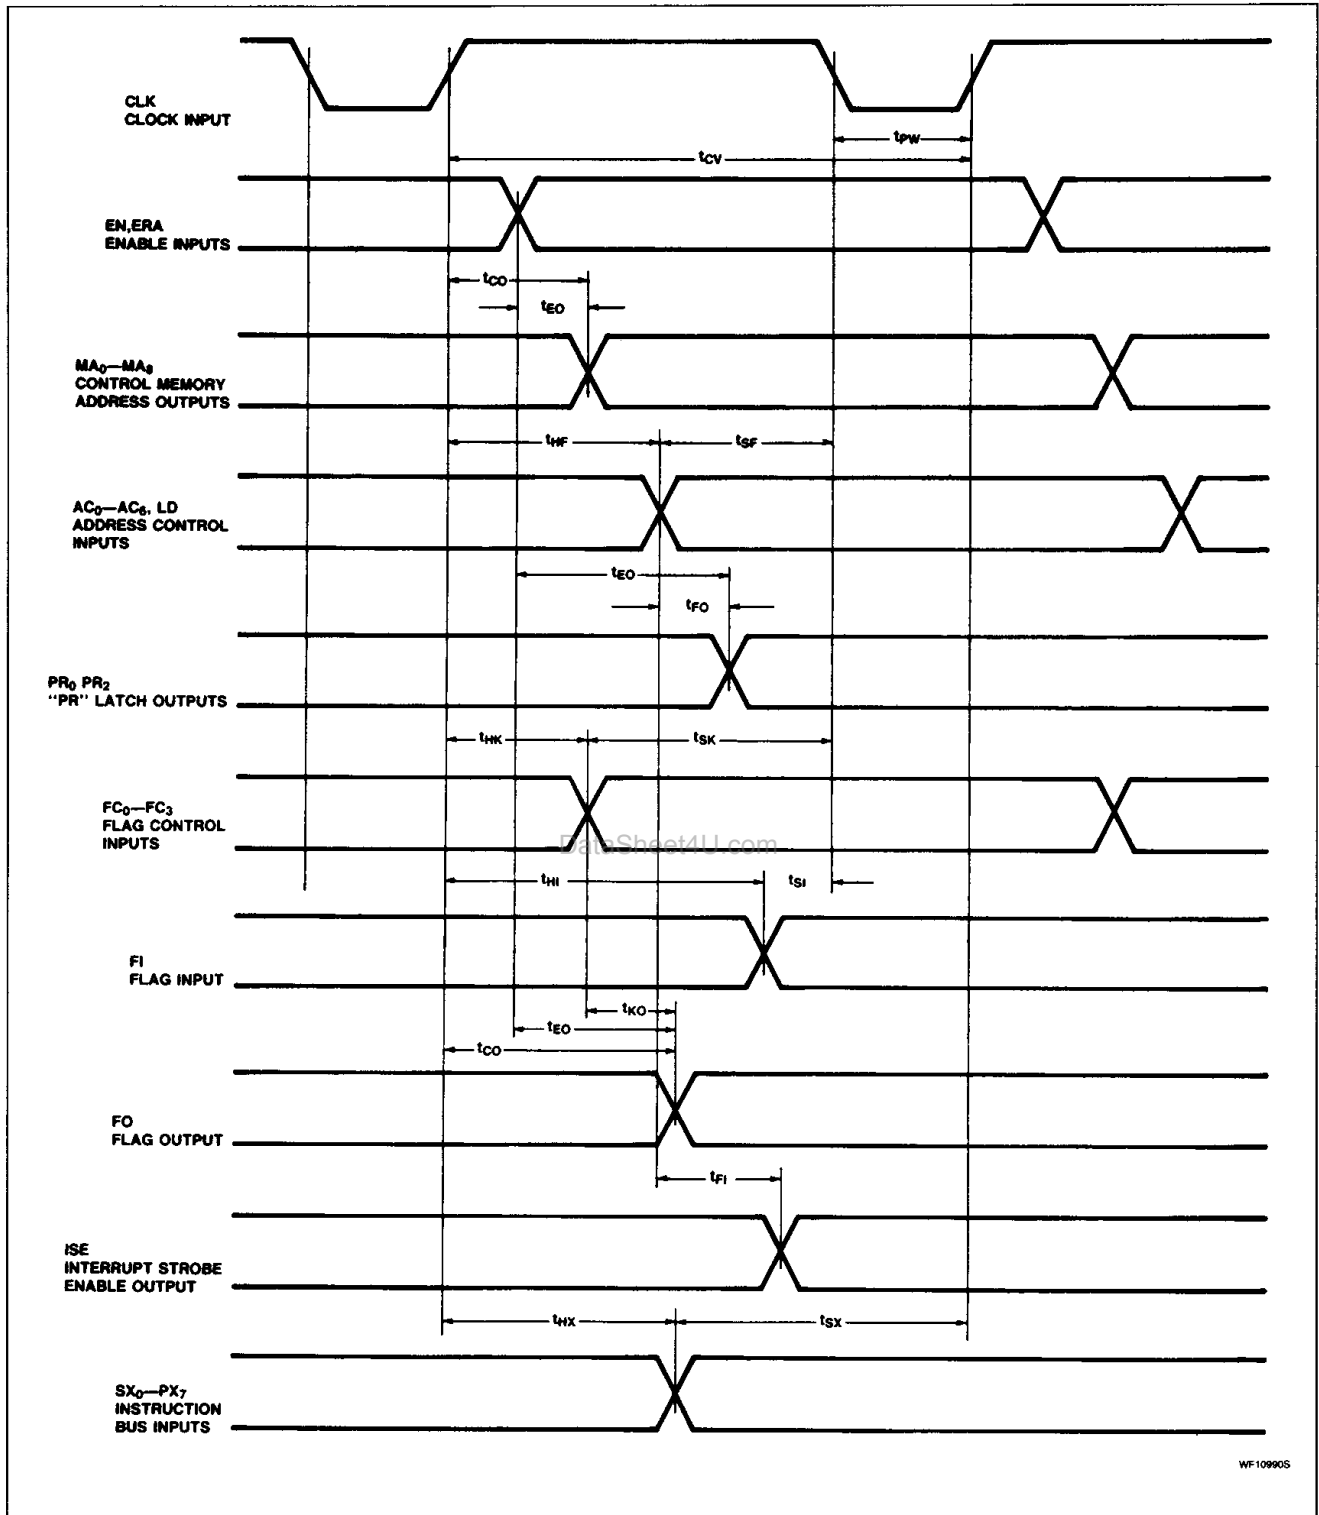 CLK
CLOCK INPUT
tPW
tCV
EN,ERA
ENABLE INPUTS
tCO
tEO
MA0—MA8
CONTROL MEMORY
ADDRESS OUTPUTS
tHF
tSF
AC0—AC6, LD
ADDRESS CONTROL
INPUTS
tEO
tFO
PR0 PR2
"PR" LATCH OUTPUTS
tHK
tSK
FC0—FC3
FLAG CONTROL
INPUTS
DataSheet4U.com
tHI
tSI
FI
FLAG INPUT
tKO
tEO
tCO
FO
FLAG OUTPUT
tFI
ISE
INTERRUPT STROBE
ENABLE OUTPUT
tHX
tSX
SX0—PX7
INSTRUCTION
BUS INPUTS
WF10990S